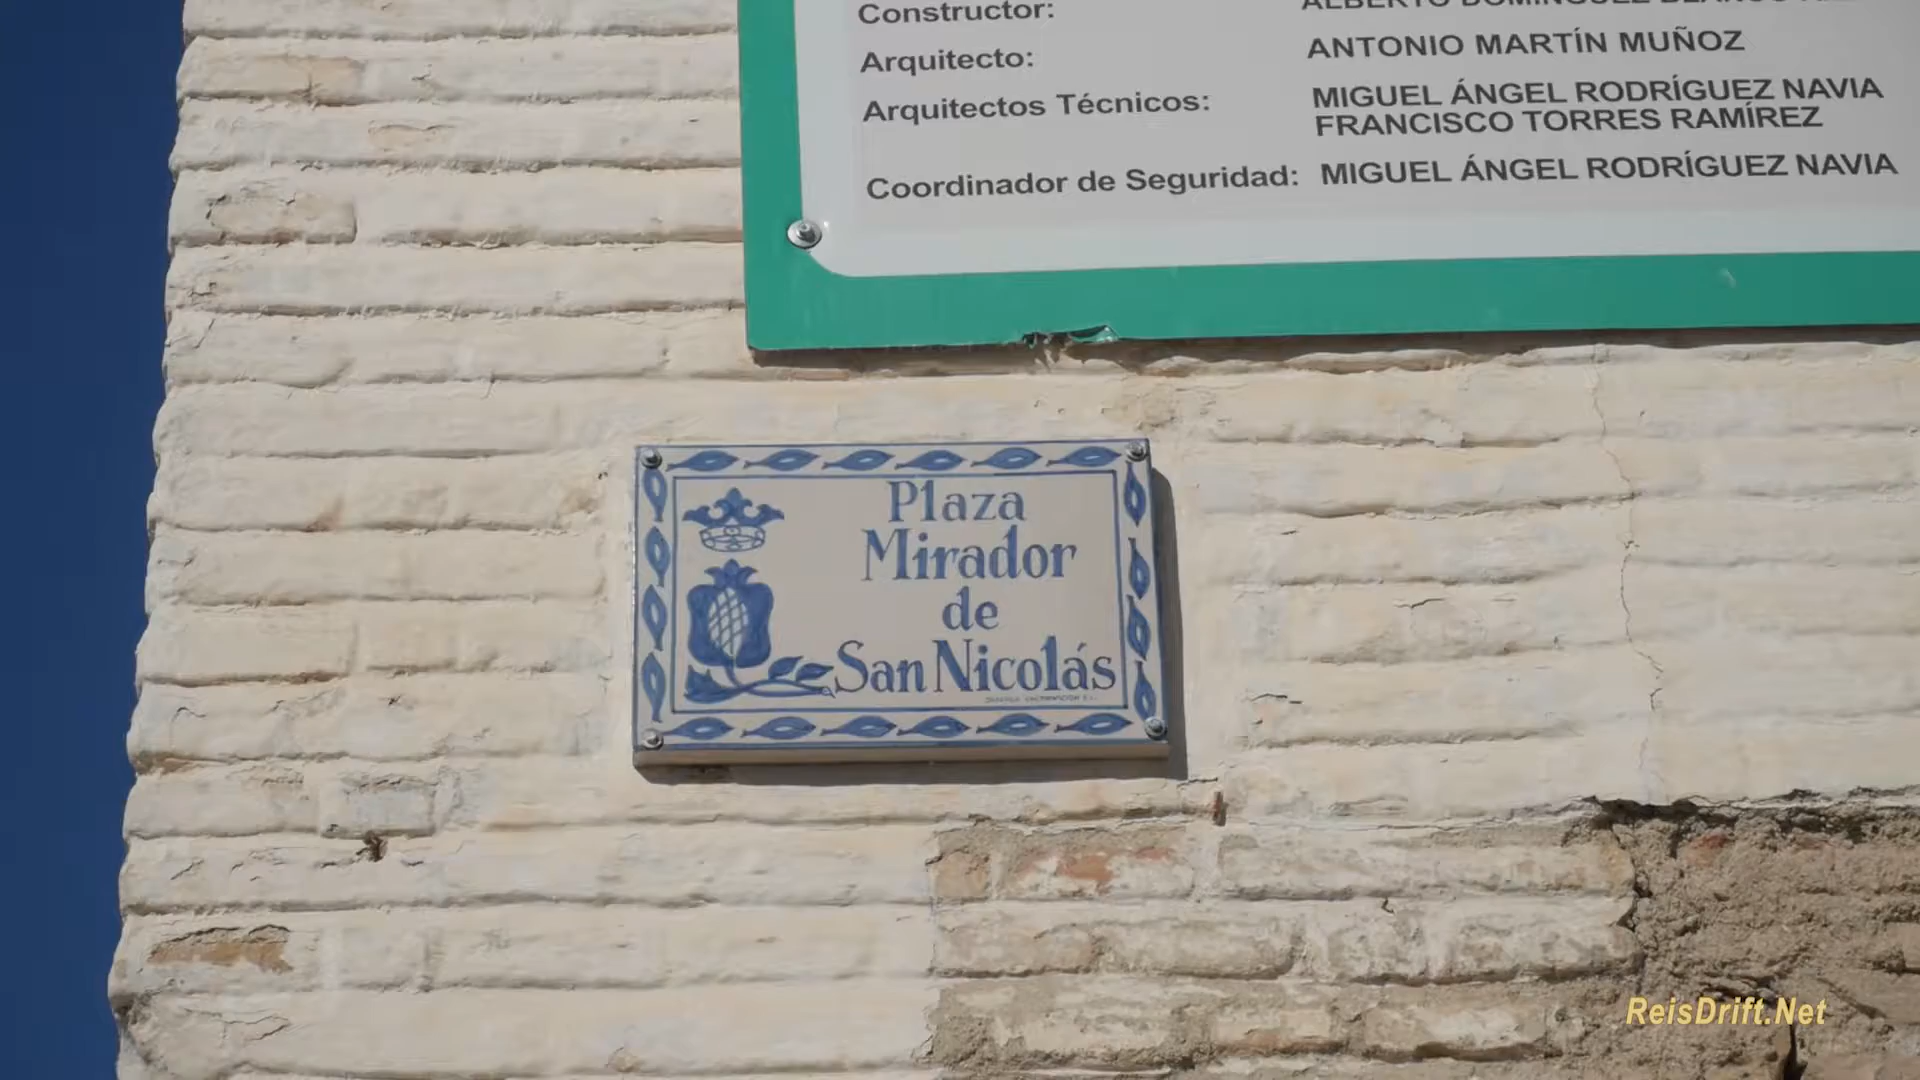 Constructor:
Arquitecto: ANTONIO MARTÍN MUÑOZ
Arquitectos Técnicos: MIGUEL ÁNGEL RODRÍGUEZ NAVIA
FRANCISCO TORRES RAMÍREZ
Coordinador de Seguridad: MIGUEL ÁNGEL RODRÍGUEZ NAVIA
Plaza
Mirador
de
San Nicolás
ReisDrift.Net